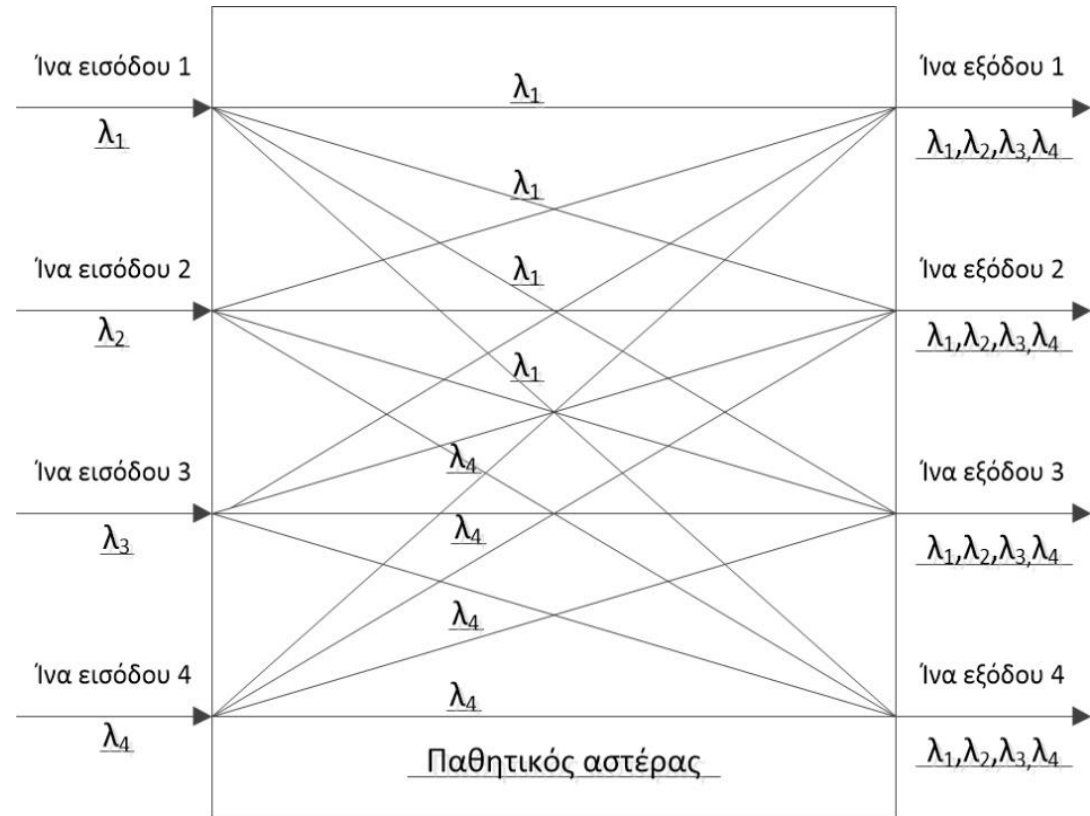 Ίνα εισόδου 1
λ₁
λ₁
Ίνα εξόδου 1
λ₁,λ₂,λ₃,λ₄
λ₁
Ίνα εισόδου 2
λ₂
λ₁
Ίνα εξόδου 2
λ₁,λ₂,λ₃,λ₄
λ₁
Ίνα εισόδου 3
λ₃
λ₄
λ₄
Ίνα εξόδου 3
λ₁,λ₂,λ₃,λ₄
λ₄
Ίνα εισόδου 4
λ₄
λ₄
Ίνα εξόδου 4
λ₁,λ₂,λ₃,λ₄
Παθητικός αστέρας